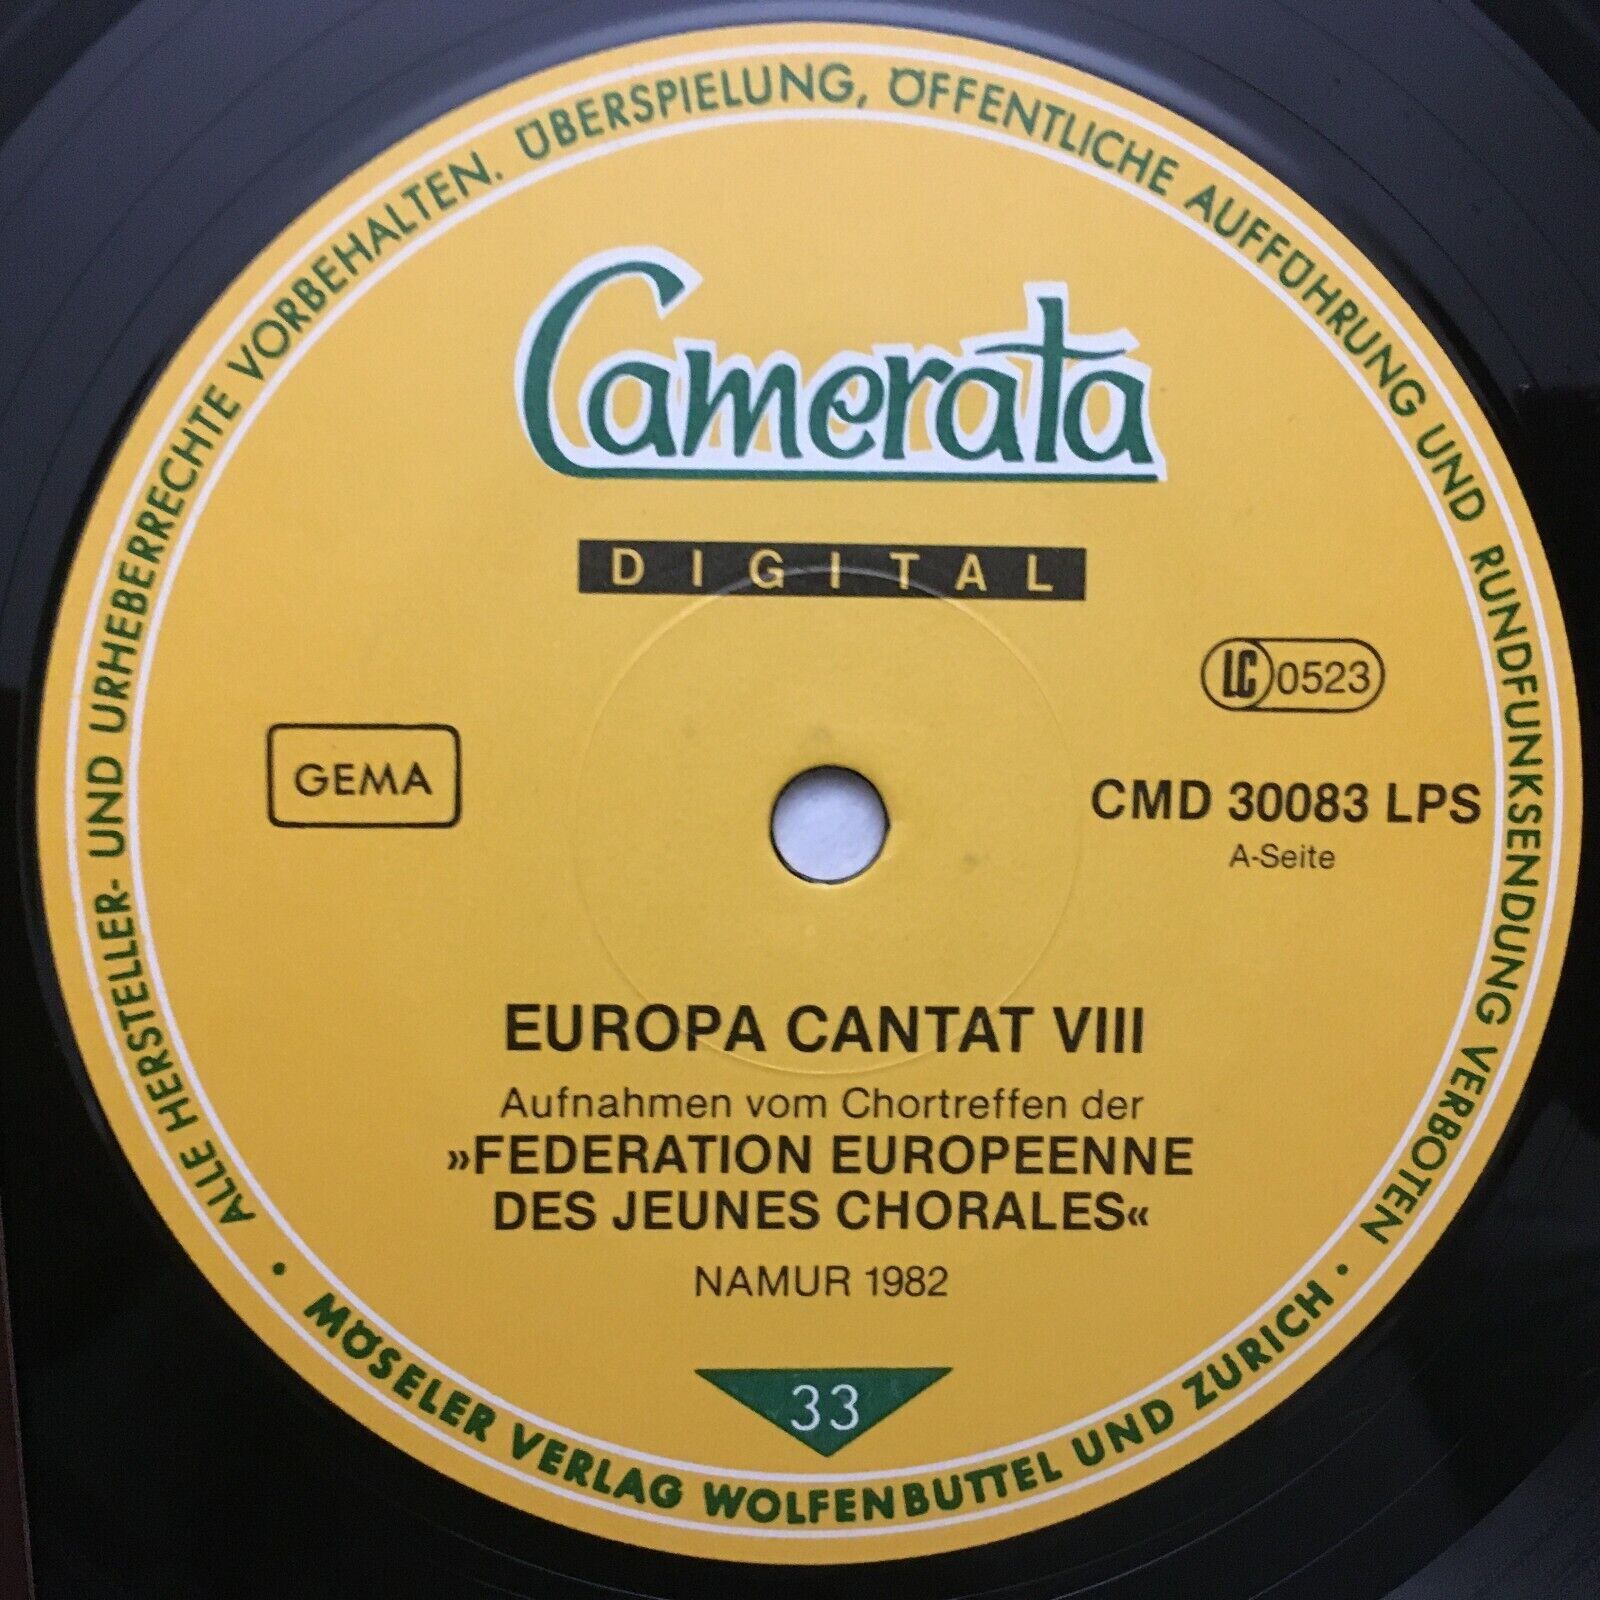 ALLE HERSTELLER- UND URHEBERRECHTE VORBEHALTEN. ÜBERSPIELUNG, ÖFFENTLICHE AUFFÜHRUNG UND RUNDFUNKSENDUNG VERBOTEN
Camerata
DIGITAL
LC 0523
GEMA
CMD 30083 LPS
A-Seite
EUROPA CANTAT VIII
Aufnahmen vom Chortreffen der
»FEDERATION EUROPEENNE
DES JEUNES CHORALES«
NAMUR 1982
33
• MÖSELER VERLAG WOLFENBUTTEL UND ZURICH •